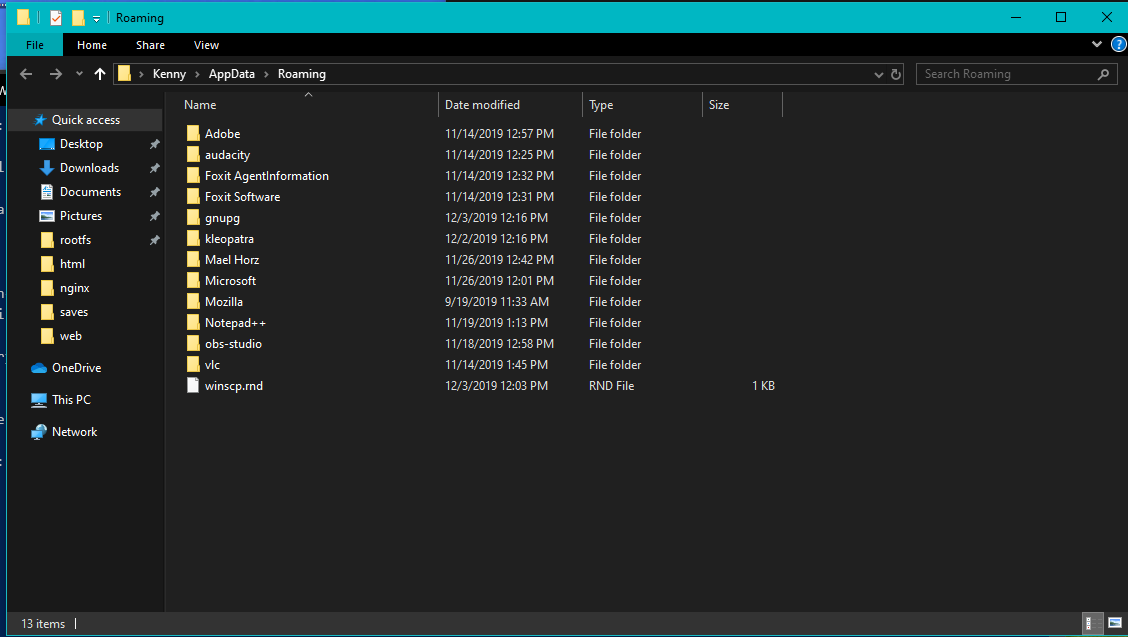 Roaming
File Home Share View ?
Kenny AppData Roaming Search Roaming
Name Date modified Type Size
Quick access
Desktop
Downloads
Documents
Pictures
rootfs
html
nginx
saves
web
OneDrive
This PC
Network
Adobe 11/14/2019 12:57 PM File folder
audacity 11/14/2019 12:25 PM File folder
Foxit AgentInformation 11/14/2019 12:32 PM File folder
Foxit Software 11/14/2019 12:31 PM File folder
gnupg 12/3/2019 12:16 PM File folder
kleopatra 12/2/2019 12:16 PM File folder
Mael Horz 11/26/2019 12:42 PM File folder
Microsoft 11/26/2019 12:01 PM File folder
Mozilla 9/19/2019 11:33 AM File folder
Notepad++ 11/19/2019 1:13 PM File folder
obs-studio 11/18/2019 12:58 PM File folder
vlc 11/14/2019 1:45 PM File folder
winscp.rnd 12/3/2019 12:03 PM RND File 1 KB
13 items